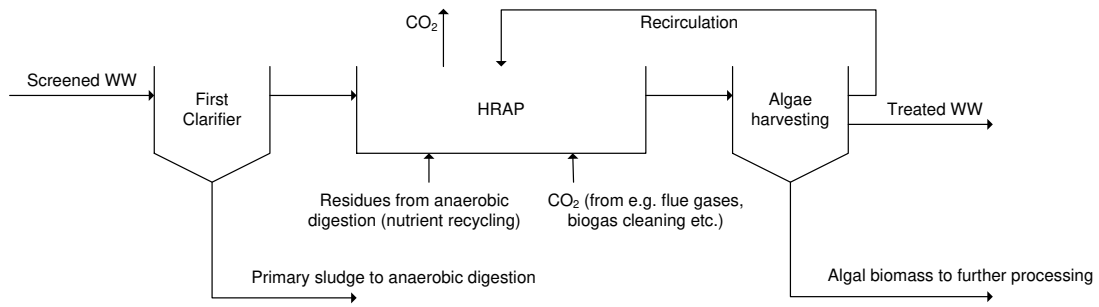 CO₂
Recirculation
Screened WW
First
Clarifier
HRAP
Algae
harvesting
Treated WW
Residues from anaerobic
digestion (nutrient recycling)
CO₂ (from e.g. flue gases,
biogas cleaning etc.)
Primary sludge to anaerobic digestion
Algal biomass to further processing